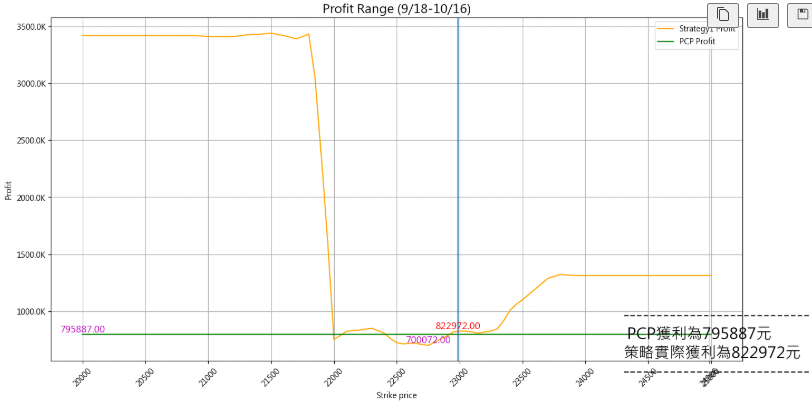 Profit Range (9/18-10/16)
Strategy1 Profit
PCP Profit
3500.0K
3000.0K
2500.0K
2000.0K
1500.0K
1000.0K
Profit
795887.00
822972.00
700072.00
PCP獲利為795887元
策略實際獲利為822972元
20000
20500
21000
21500
22000
22500
23000
23500
24000
24500
Strike price